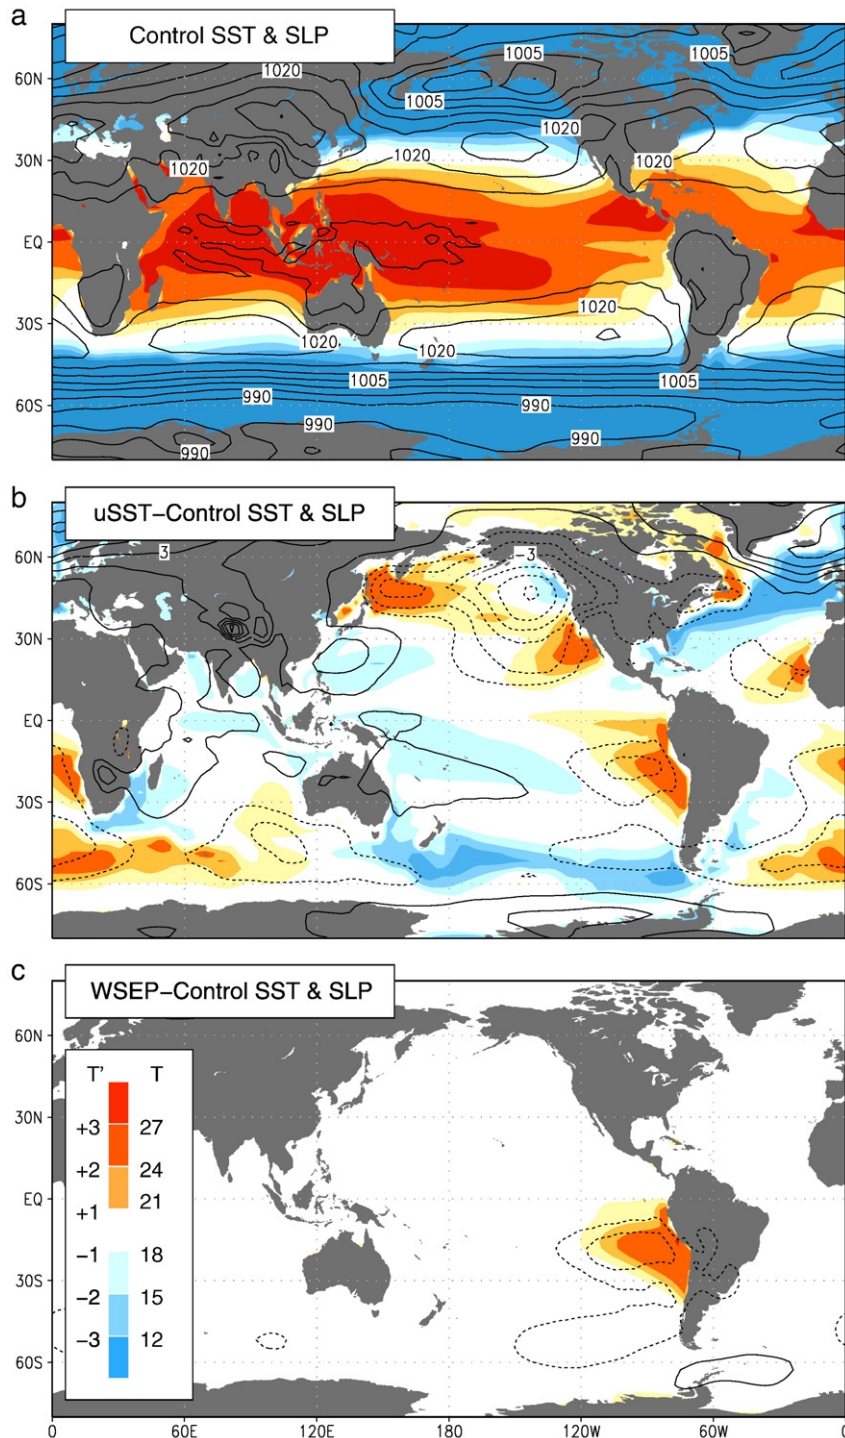 a
Control SST & SLP
1020
1005
1005
60N
1005
1020
1020
1020
30N
1020
EQ
1020
30S
1020
1020
1005
1005
990
990
60S
990
990
990
b
uSST-Control SST & SLP
60N
3
-3
30N
EQ
30S
60S
c
WSEP-Control SST & SLP
60N
T' T
30N
+3 27
+2 24
EQ
+1 21
-1 18
30S
-2 15
-3 12
60S
0 60E 120E 180 120W 60W 0